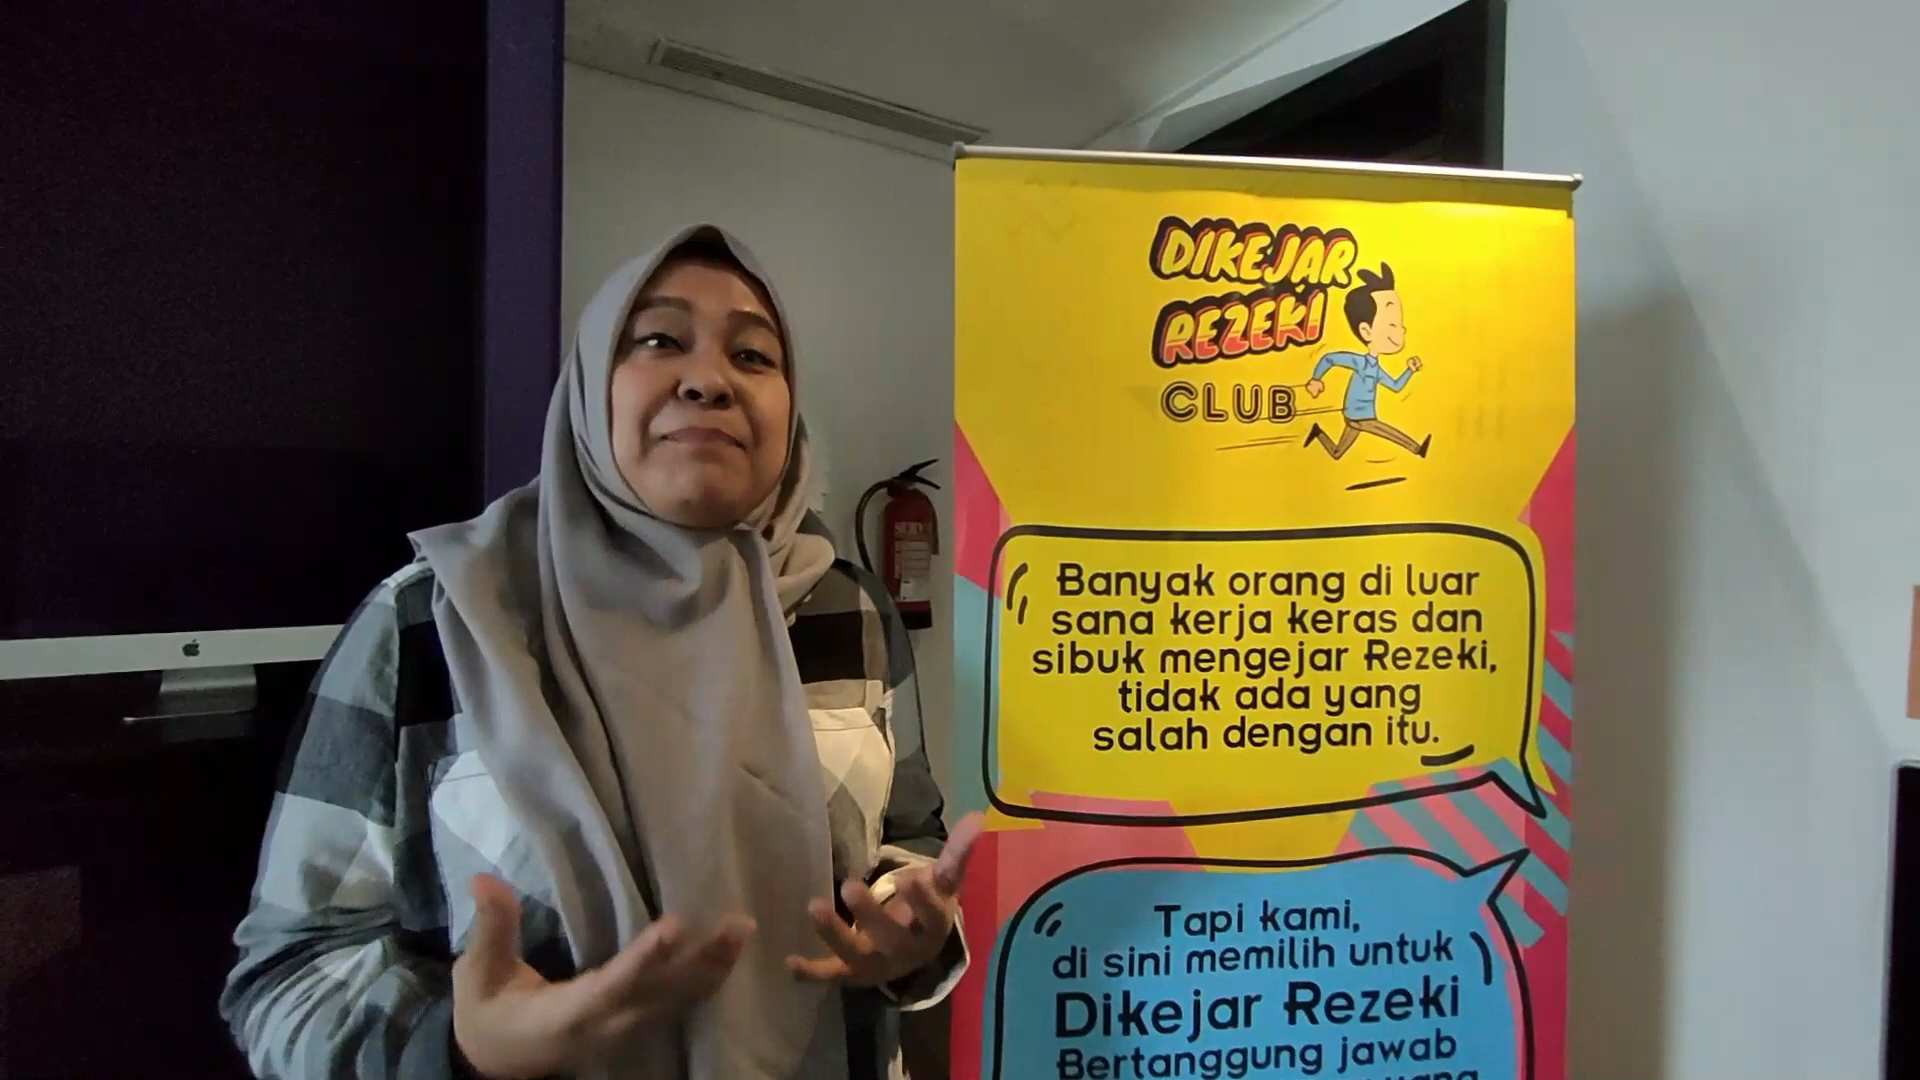 DIKEJAR
REZEKI
CLUB
Banyak orang di luar
sana kerja keras dan
sibuk mengejar Rezeki,
tidak ada yang
salah dengan itu.
Tapi kami,
di sini memilih untuk
Dikejar Rezeki
Bertanggung jawab